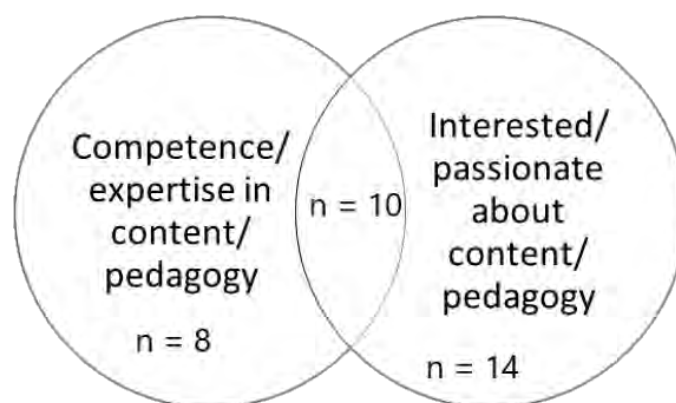 Competence/
expertise in
content/
pedagogy
n = 8
n = 10
Interested/
passionate
about
content/
pedagogy
n = 14